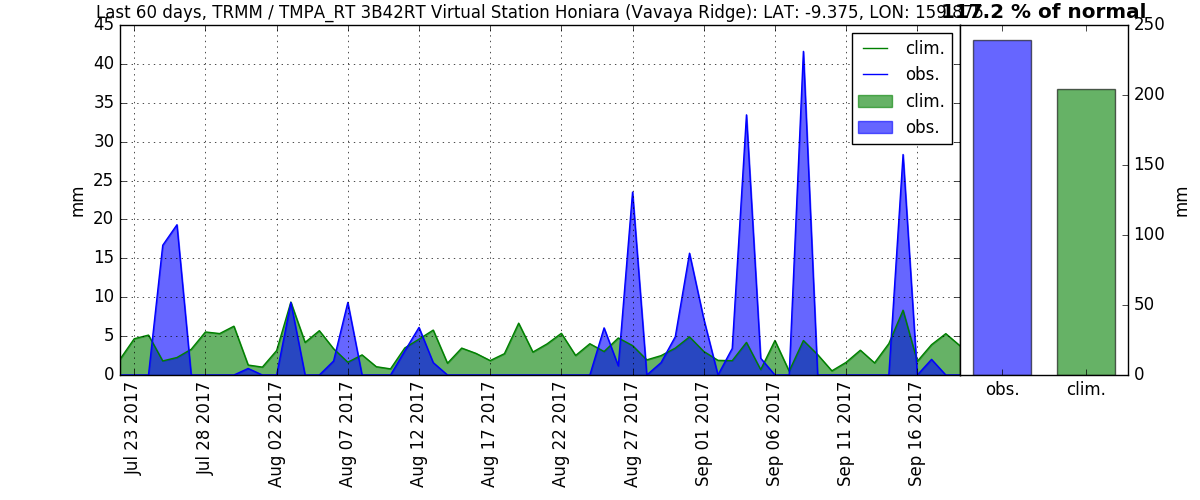 Last 60 days, TRMM / TMPA_RT 3B42RT Virtual Station Honiara (Vavaya Ridge): LAT: -9.375, LON: 159.875
117.2 % of normal
45
40
35
30
25
20
15
10
5
0
mm
clim.
obs.
clim.
obs.
250
200
150
100
50
0
mm
obs.
clim.
Jul 23 2017
Jul 28 2017
Aug 02 2017
Aug 07 2017
Aug 12 2017
Aug 17 2017
Aug 22 2017
Aug 27 2017
Sep 01 2017
Sep 06 2017
Sep 11 2017
Sep 16 2017